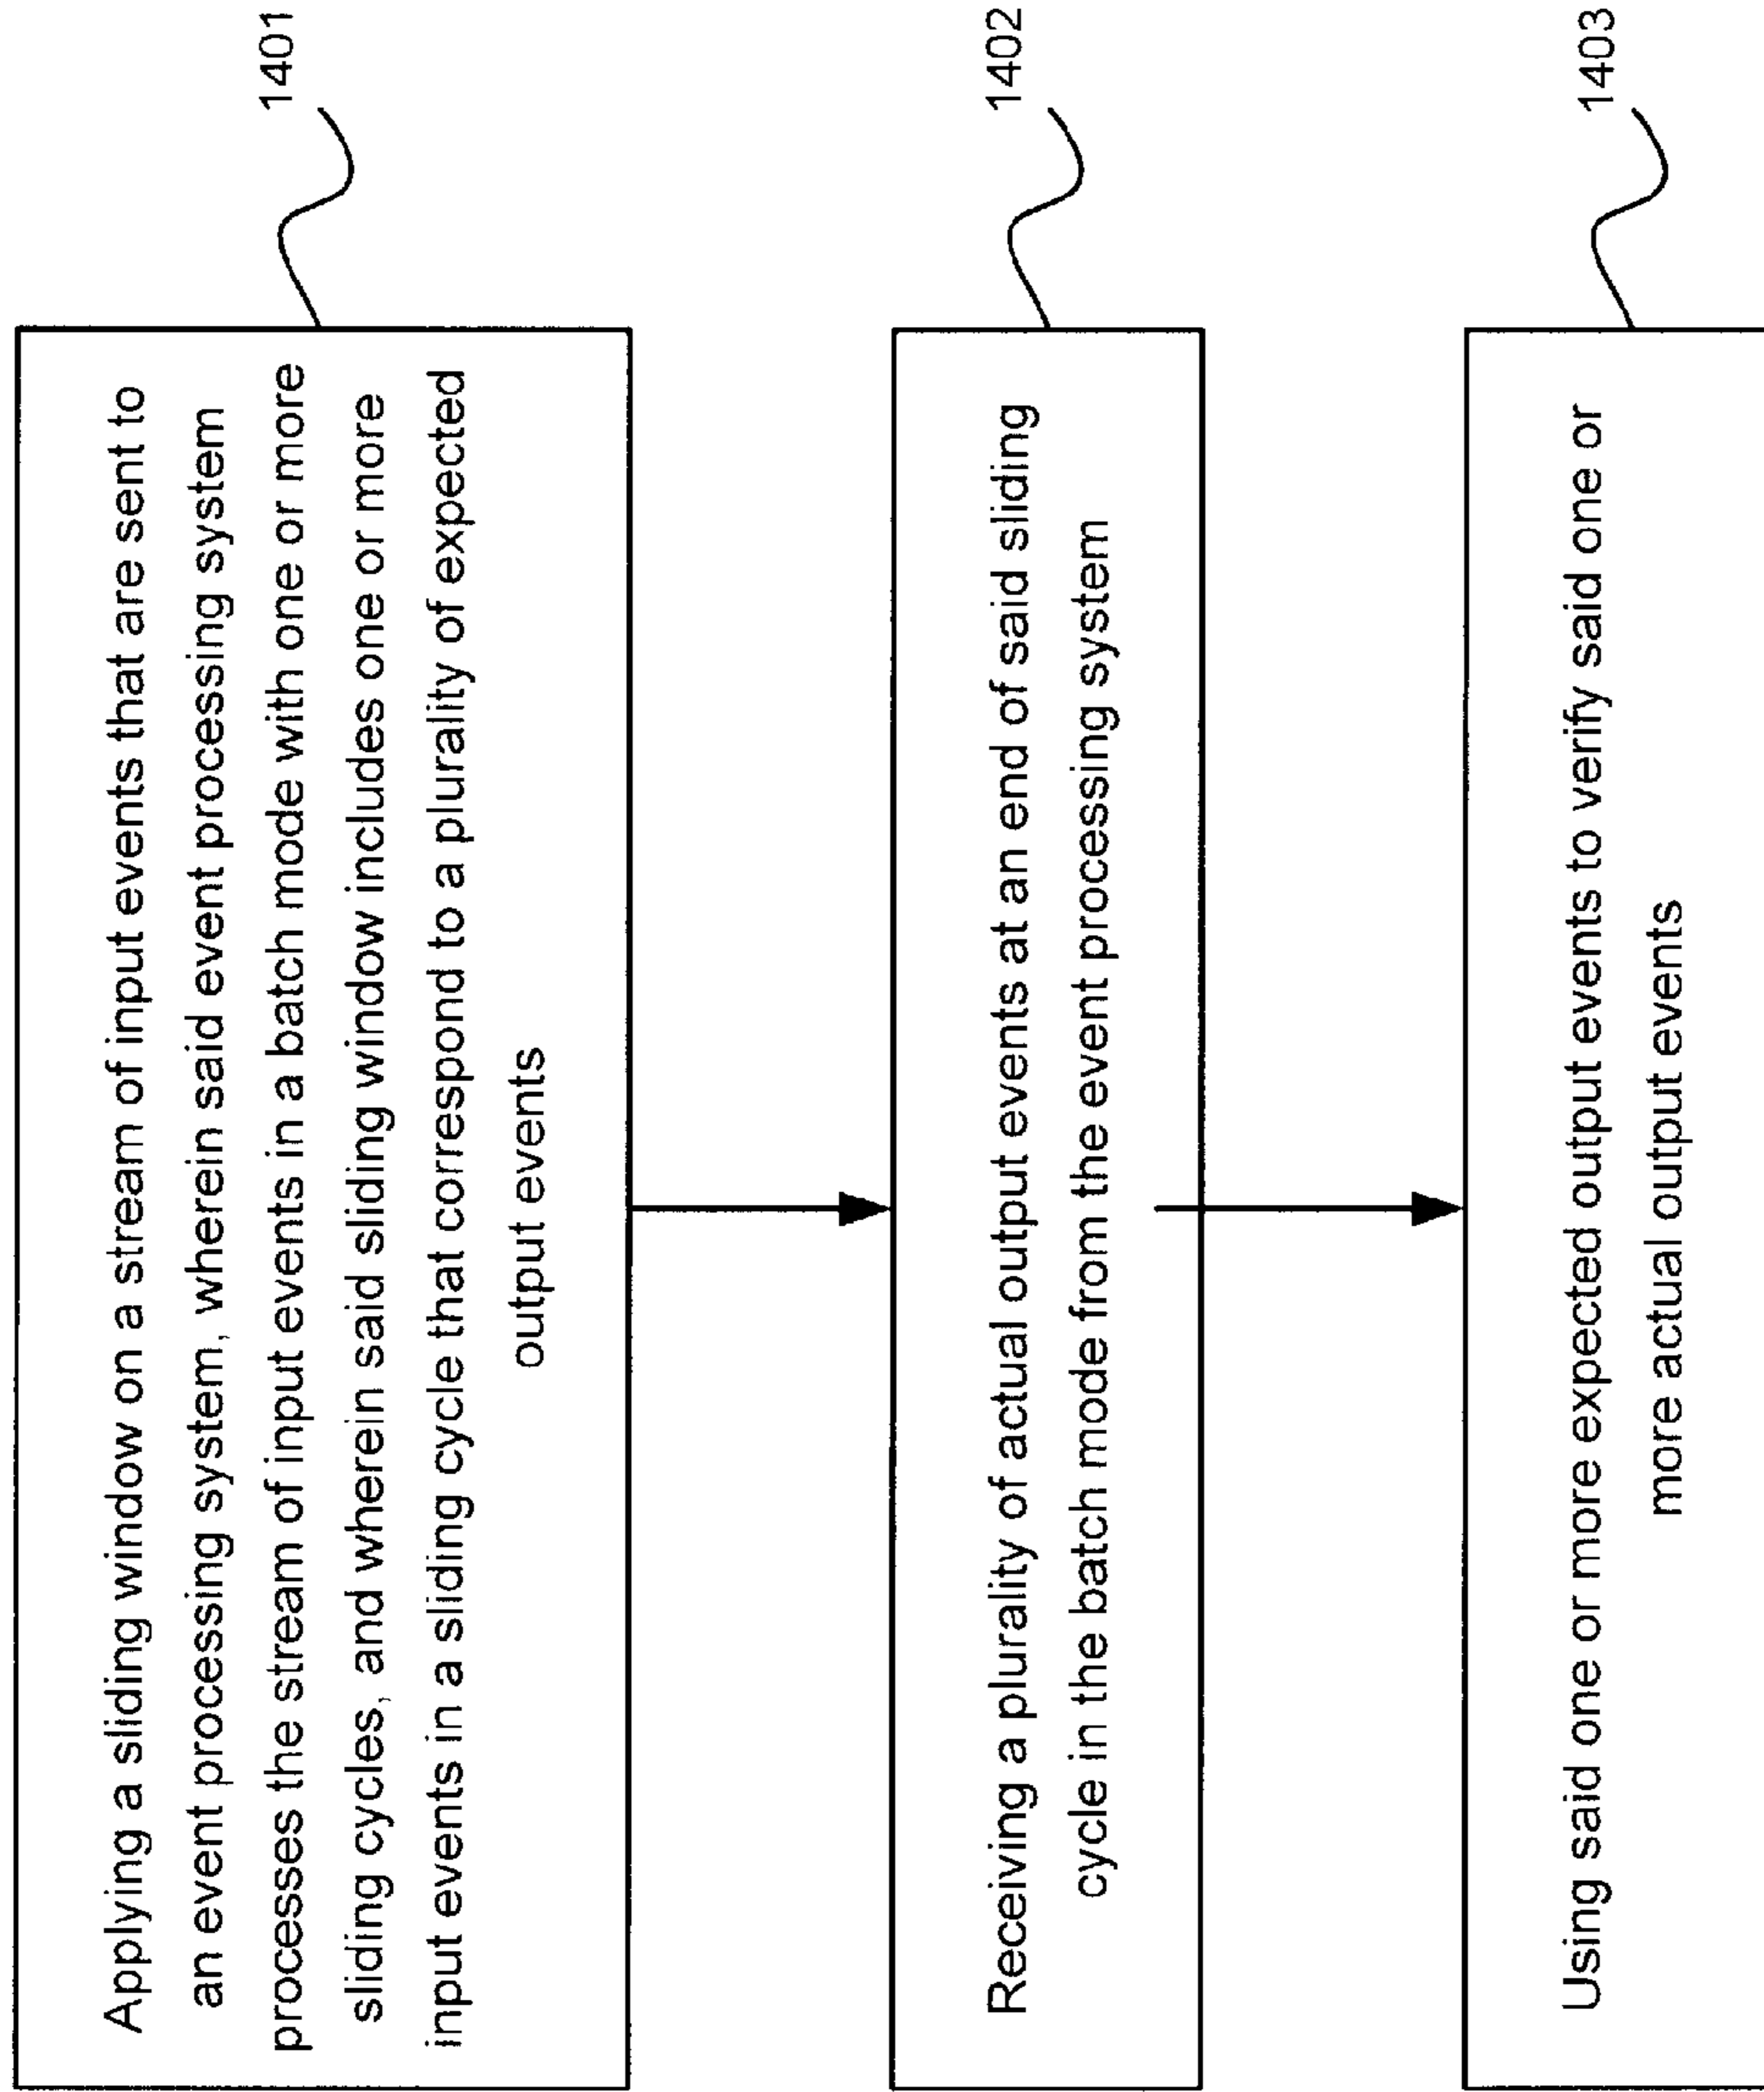 Applying a sliding window on a stream of input events that are sent to
an event processing system, wherein said event processing system
processes the stream of input events in a batch mode with one or more
sliding cycles, and wherein said sliding window includes one or more
input events in a sliding cycle that correspond to a plurality of expected
output events
1401
Receiving a plurality of actual output events at an end of said sliding
cycle in the batch mode from the event processing system
1402
Using said one or more expected output events to verify said one or
more actual output events
1403